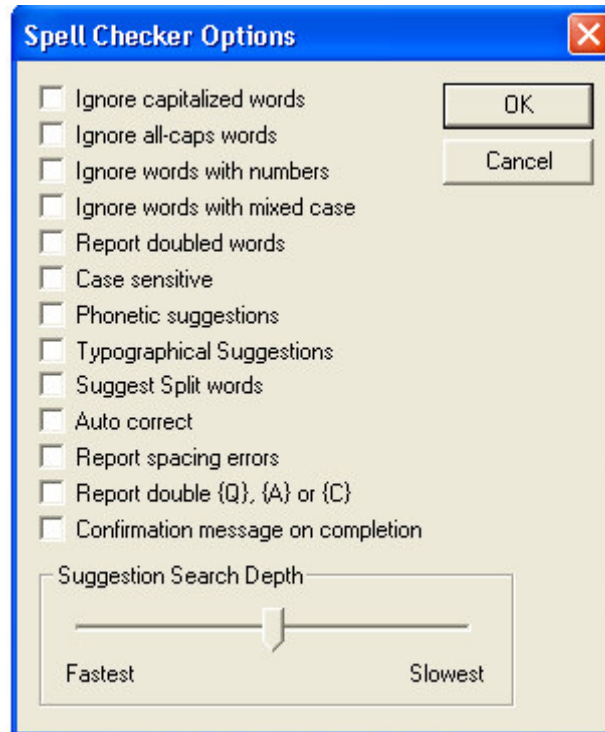 Spell Checker Options
Ignore capitalized words
OK
Ignore all-caps words
Cancel
Ignore words with numbers
Ignore words with mixed case
Report doubled words
Case sensitive
Phonetic suggestions
Typographical Suggestions
Suggest Split words
Auto correct
Report spacing errors
Report double {Q}, {A} or {C}
Confirmation message on completion
Suggestion Search Depth
Fastest
Slowest